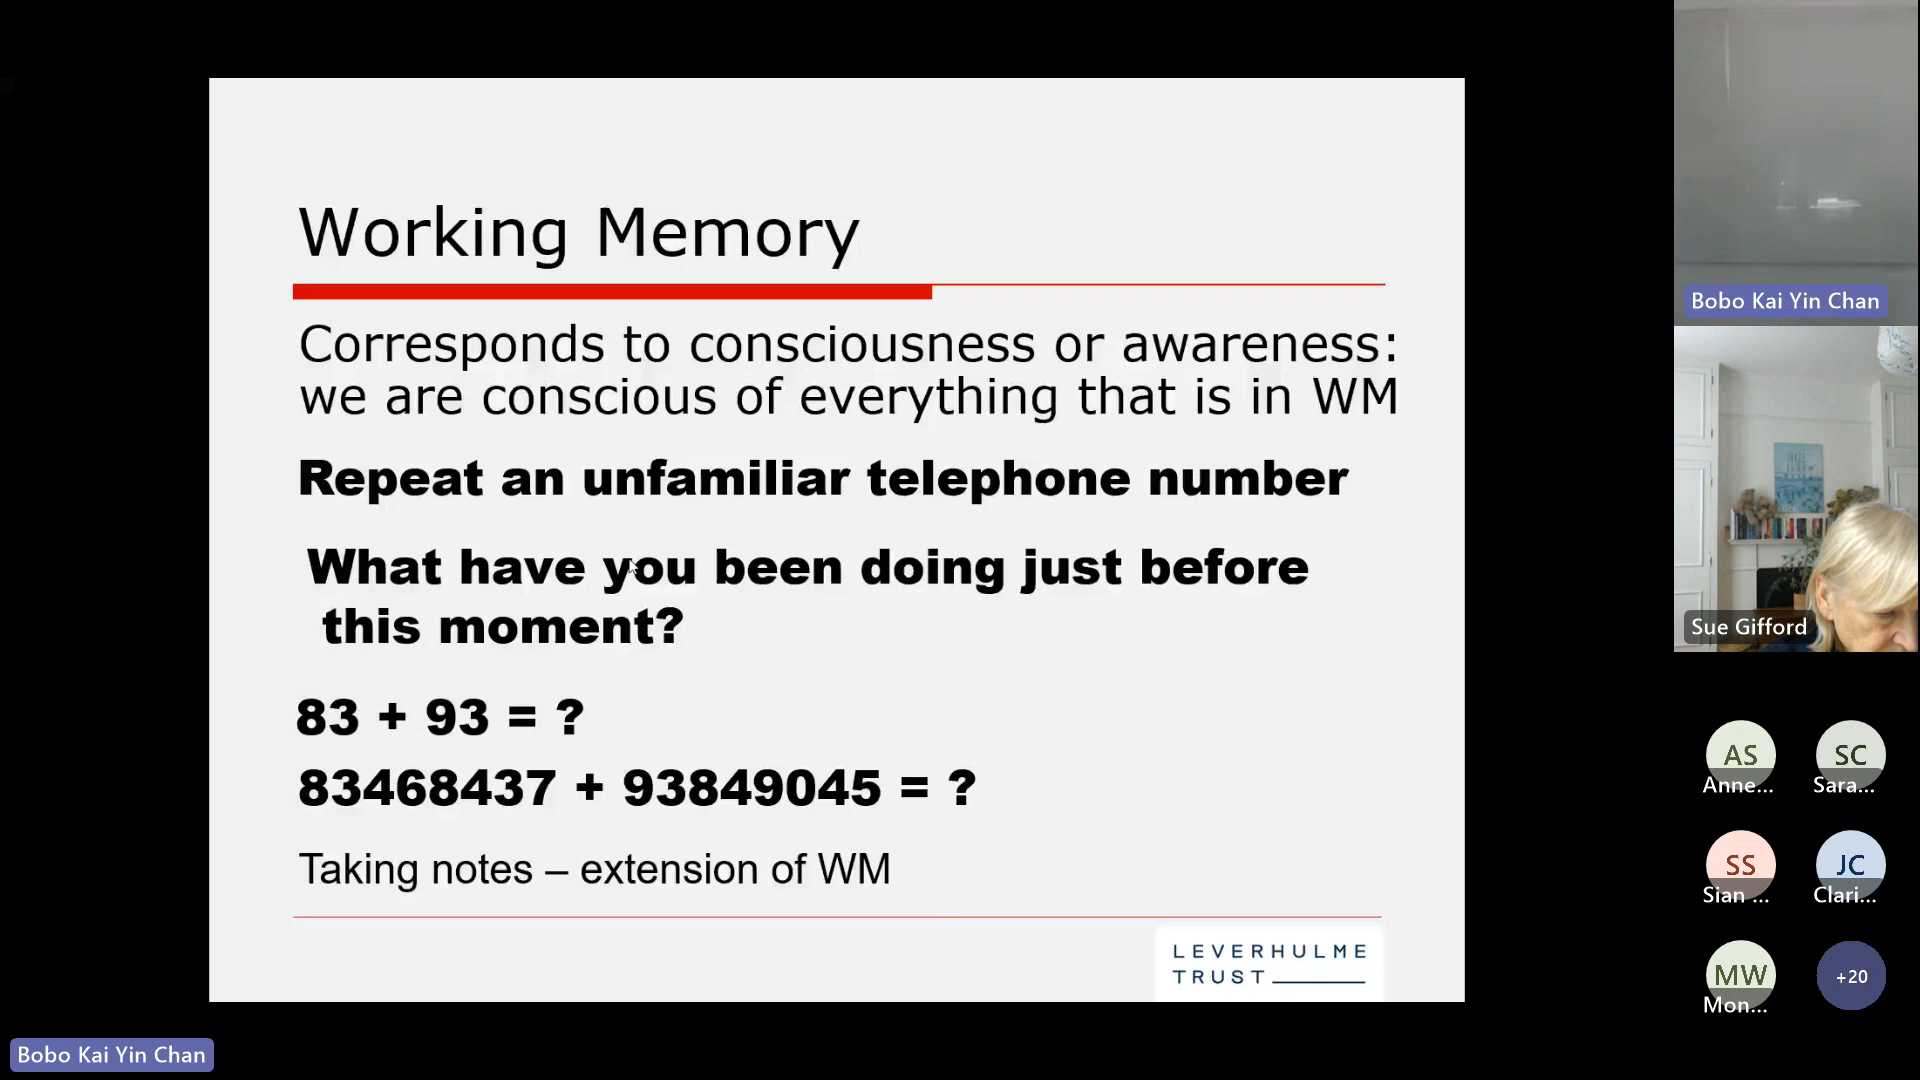 Working Memory
Corresponds to consciousness or awareness:
we are conscious of everything that is in WM
Repeat an unfamiliar telephone number
What have you been doing just before
this moment?
83 + 93 = ?
83468437 + 93849045 = ?
Taking notes – extension of WM
LEVERHULME
TRUST
Bobo Kai Yin Chan
Bobo Kai Yin Chan
Sue Gifford
AS
SC
Anne...
Sara...
SS
JC
Sian ...
Clari...
MW
+20
Mon...